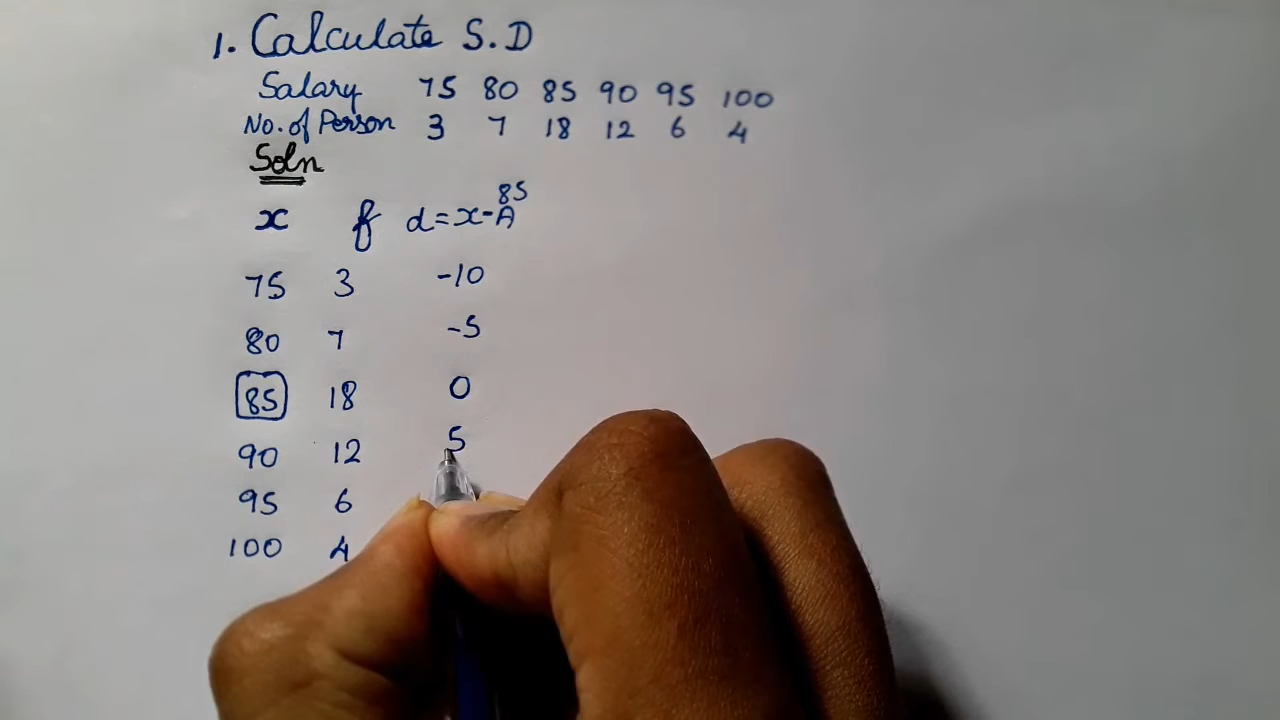 1. Calculate S.D
Salary 75 80 85 90 95 100
No. of Person 3 7 18 12 6 4
Soln
85
x f d=x-A
75 3 -10
80 7 -5
85 18 0
90 12 5
95 6
100 4